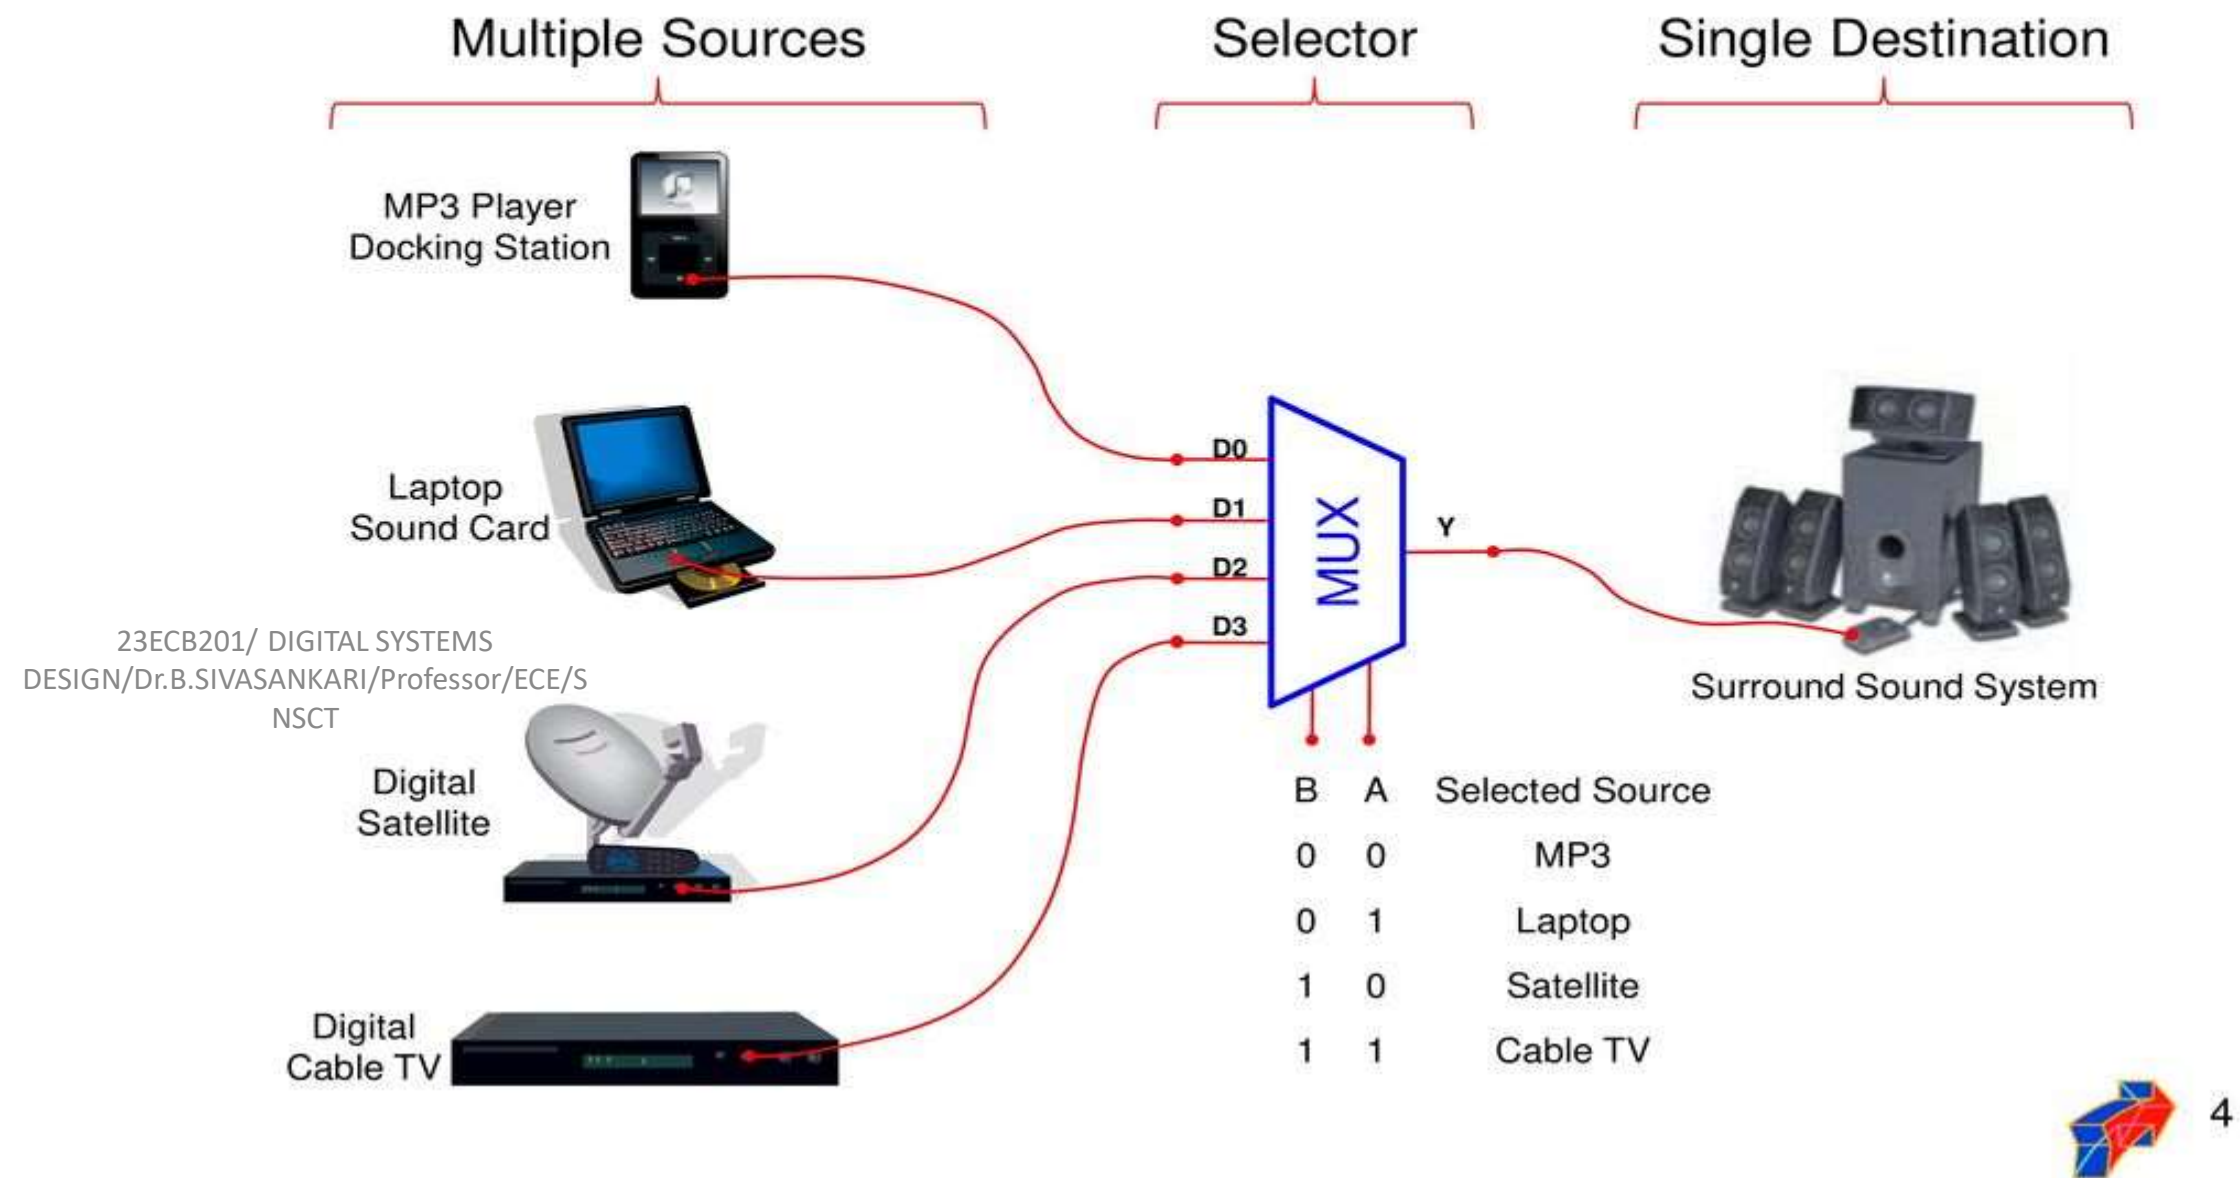 Multiple Sources
Selector
Single Destination
MP3 Player
Docking Station
Laptop
Sound Card
23ECB201/ DIGITAL SYSTEMS
DESIGN/Dr.B.SIVASANKARI/Professor/ECE/S
NSCT
Digital
Satellite
Digital
Cable TV
D0
D1
D2
D3
MUX
Y
Surround Sound System
B A Selected Source
0 0 MP3
0 1 Laptop
1 0 Satellite
1 1 Cable TV
4